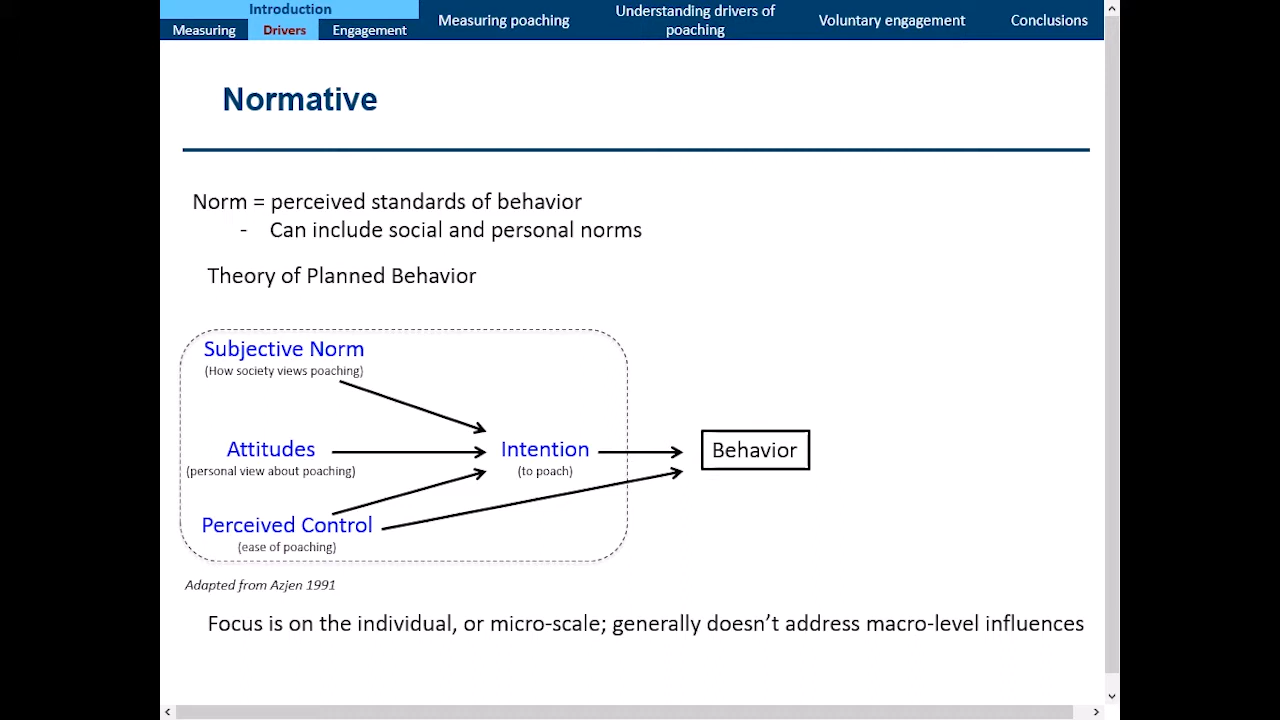 Introduction
Measuring
Drivers
Engagement
Measuring poaching
Understanding drivers of
poaching
Voluntary engagement
Conclusions
Normative
Norm = perceived standards of behavior
- Can include social and personal norms
Theory of Planned Behavior
Subjective Norm
(How society views poaching)
Attitudes
(personal view about poaching)
Intention
(to poach)
Behavior
Perceived Control
(ease of poaching)
Adapted from Azjen 1991
Focus is on the individual, or micro-scale; generally doesn’t address macro-level influences